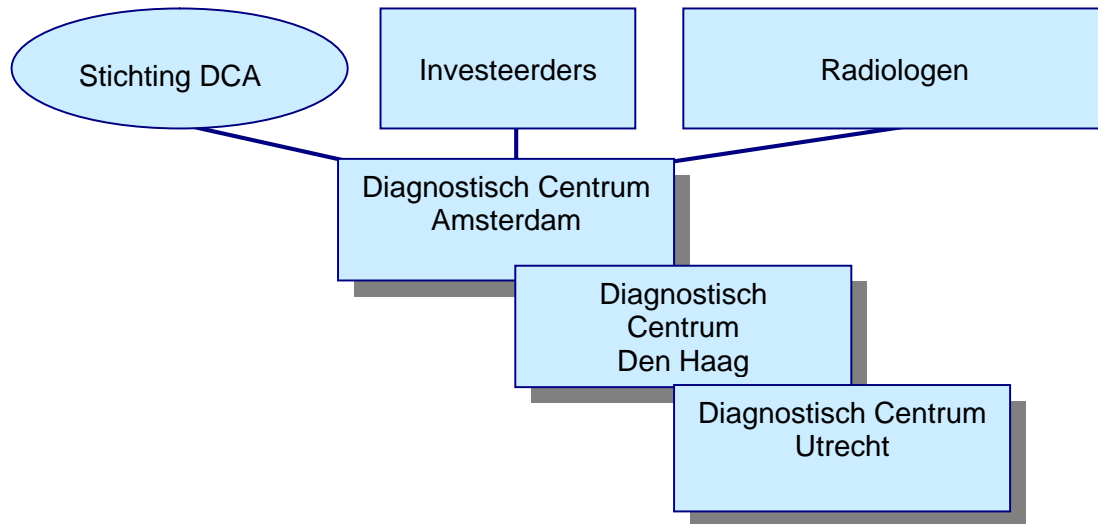 Stichting DCA
Investeerders
Radiologen
Diagnostisch Centrum
Amsterdam
Diagnostisch
Centrum
Den Haag
Diagnostisch Centrum
Utrecht